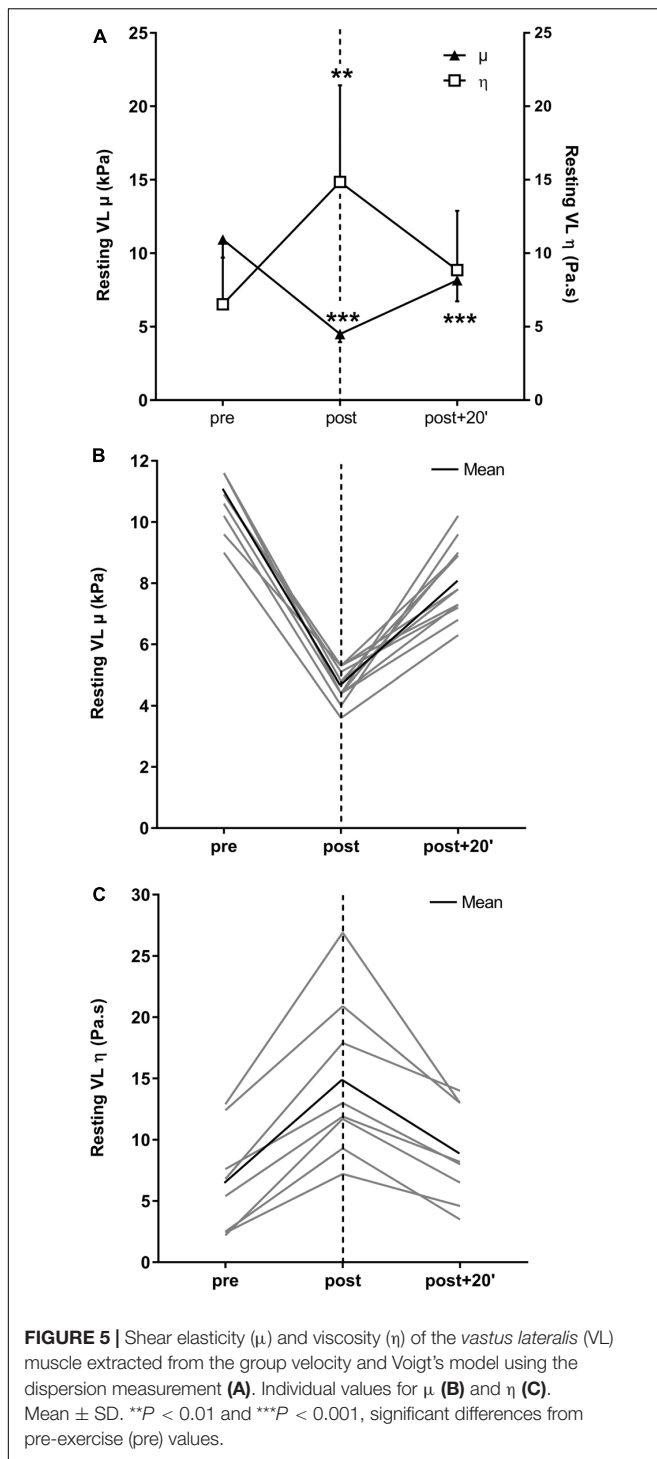 A
25
20
15
10
5
0
Resting VL μ (kPa)
**
***
***
μ
η
25
20
15
10
5
0
Resting VL η (Pa.s)
pre post post+20'
B
12
10
8
6
4
2
0
Resting VL μ (kPa)
Mean
pre post post+20'
C
30
25
20
15
10
5
0
Resting VL η (Pa.s)
Mean
pre post post+20'
FIGURE 5 | Shear elasticity (μ) and viscosity (η) of the vastus lateralis (VL)
muscle extracted from the group velocity and Voigt's model using the
dispersion measurement (A). Individual values for μ (B) and η (C).
Mean ± SD. **P < 0.01 and ***P < 0.001, significant differences from
pre-exercise (pre) values.